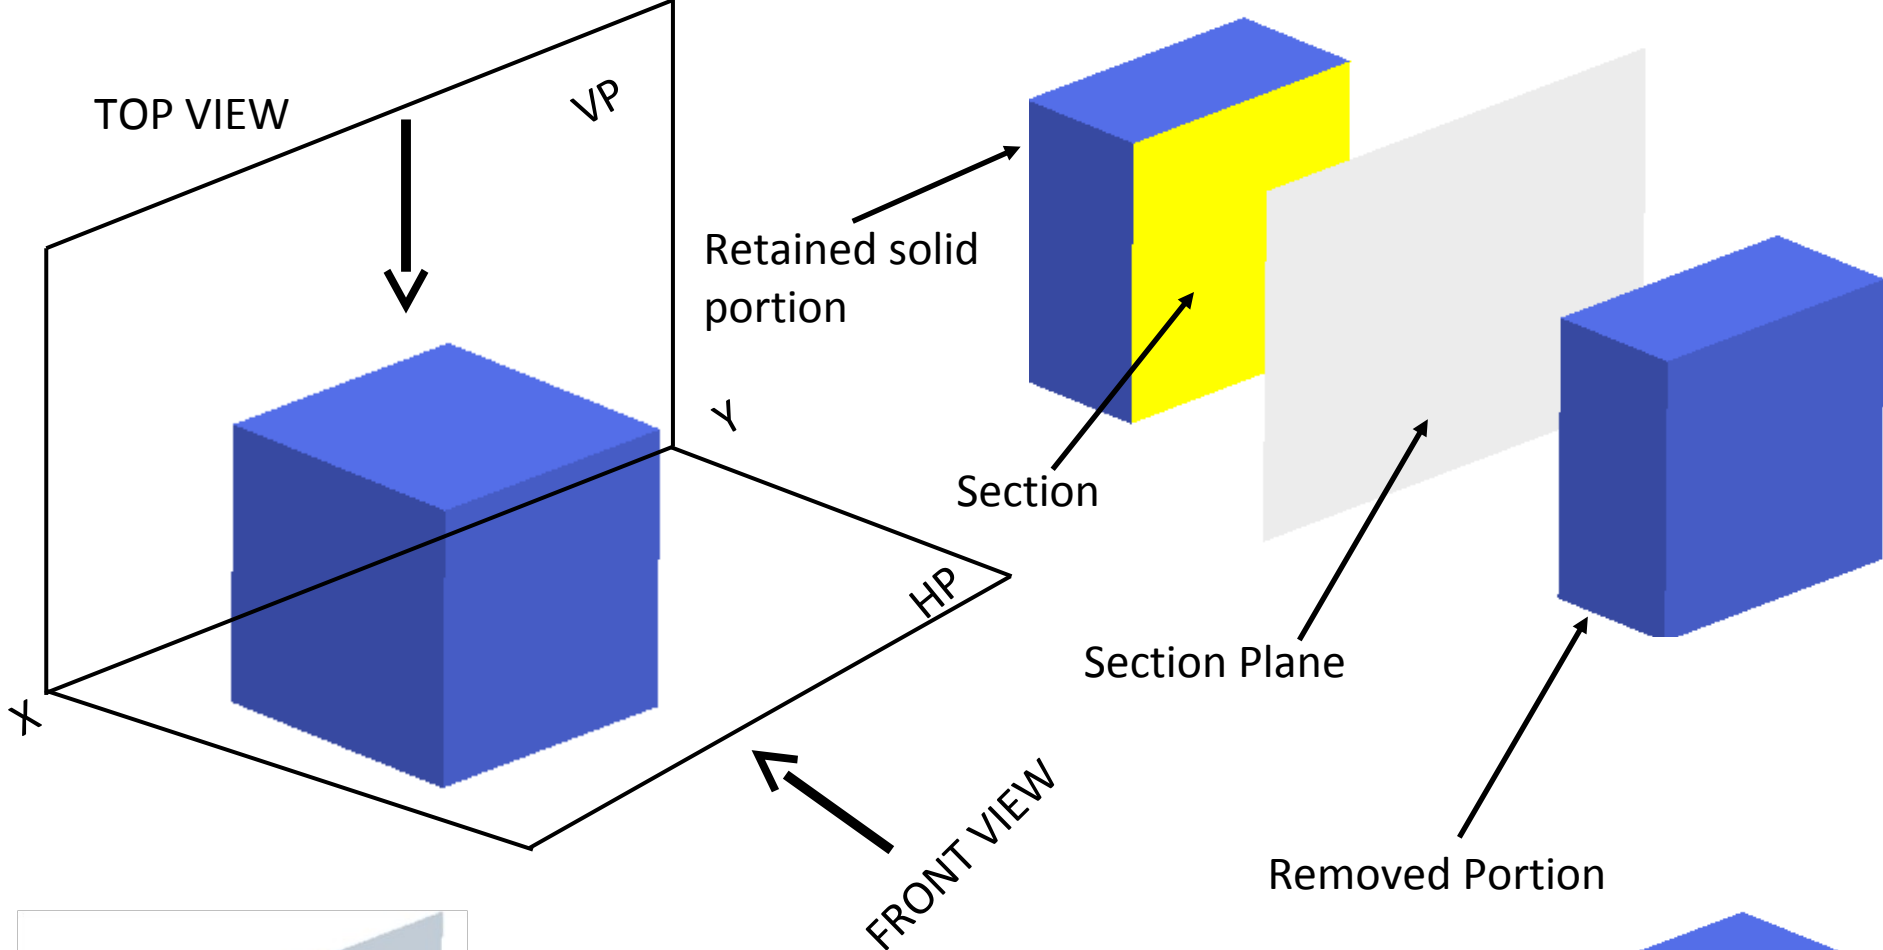 TOP VIEW
VP
Retained solid
portion
Y
Section
HP
Section Plane
X
FRONT VIEW
Removed Portion